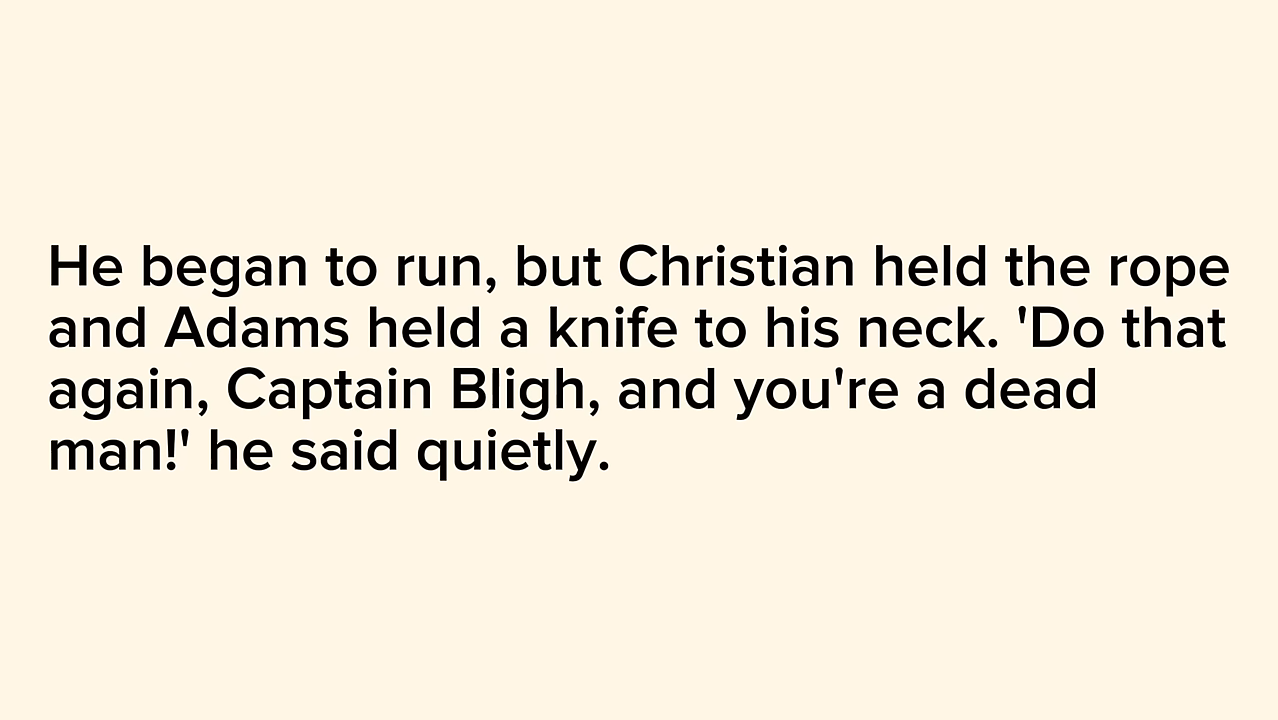 He began to run, but Christian held the rope
and Adams held a knife to his neck. 'Do that
again, Captain Bligh, and you're a dead
man!' he said quietly.